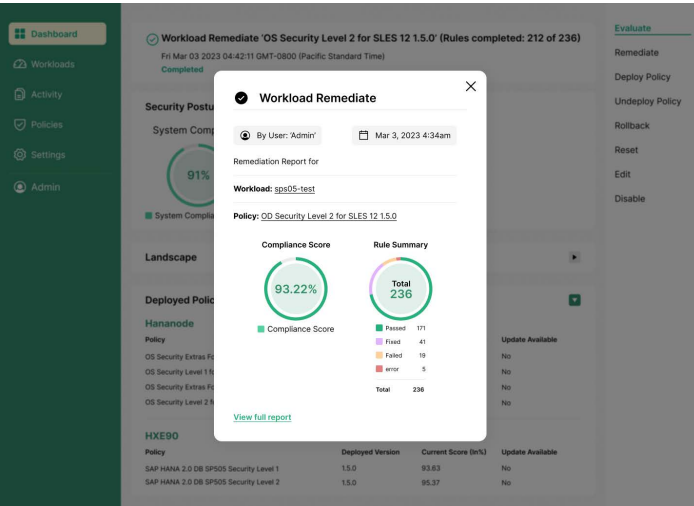 Dashboard
Workloads
Activity
Policies
Settings
Admin
Workload Remediate 'OS Security Level 2 for SLES 12 1.5.0' (Rules completed: 212 of 236)
Fri Mar 03 2023 04:42:11 GMT-0800 (Pacific Standard Time)
Completed
Security Postu
System Comp
91%
System Complia
Landscape
Deployed Polic
Hananode
Policy
Update Available
OS Security Extras Fo
No
OS Security Level 1 fo
No
OS Security Extras Fo
No
OS Security Level 2 fo
No
HXE90
Policy Deployed Version Current Score (In%) Update Available
SAP HANA 2.0 DB SP505 Security Level 1 1.5.0 93.63 No
SAP HANA 2.0 DB SP505 Security Level 2 1.5.0 95.37 No
Workload Remediate
By User: 'Admin' Mar 3, 2023 4:34am
Remediation Report for
Workload: sps05-test
Policy: OD Security Level 2 for SLES 12 1.5.0
Compliance Score
93.22%
Compliance Score
Rule Summary
Total
236
Passed 171
Fixed 41
Failed 19
error 5
Total 236
View full report
Evaluate
Remediate
Deploy Policy
Undeploy Policy
Rollback
Reset
Edit
Disable